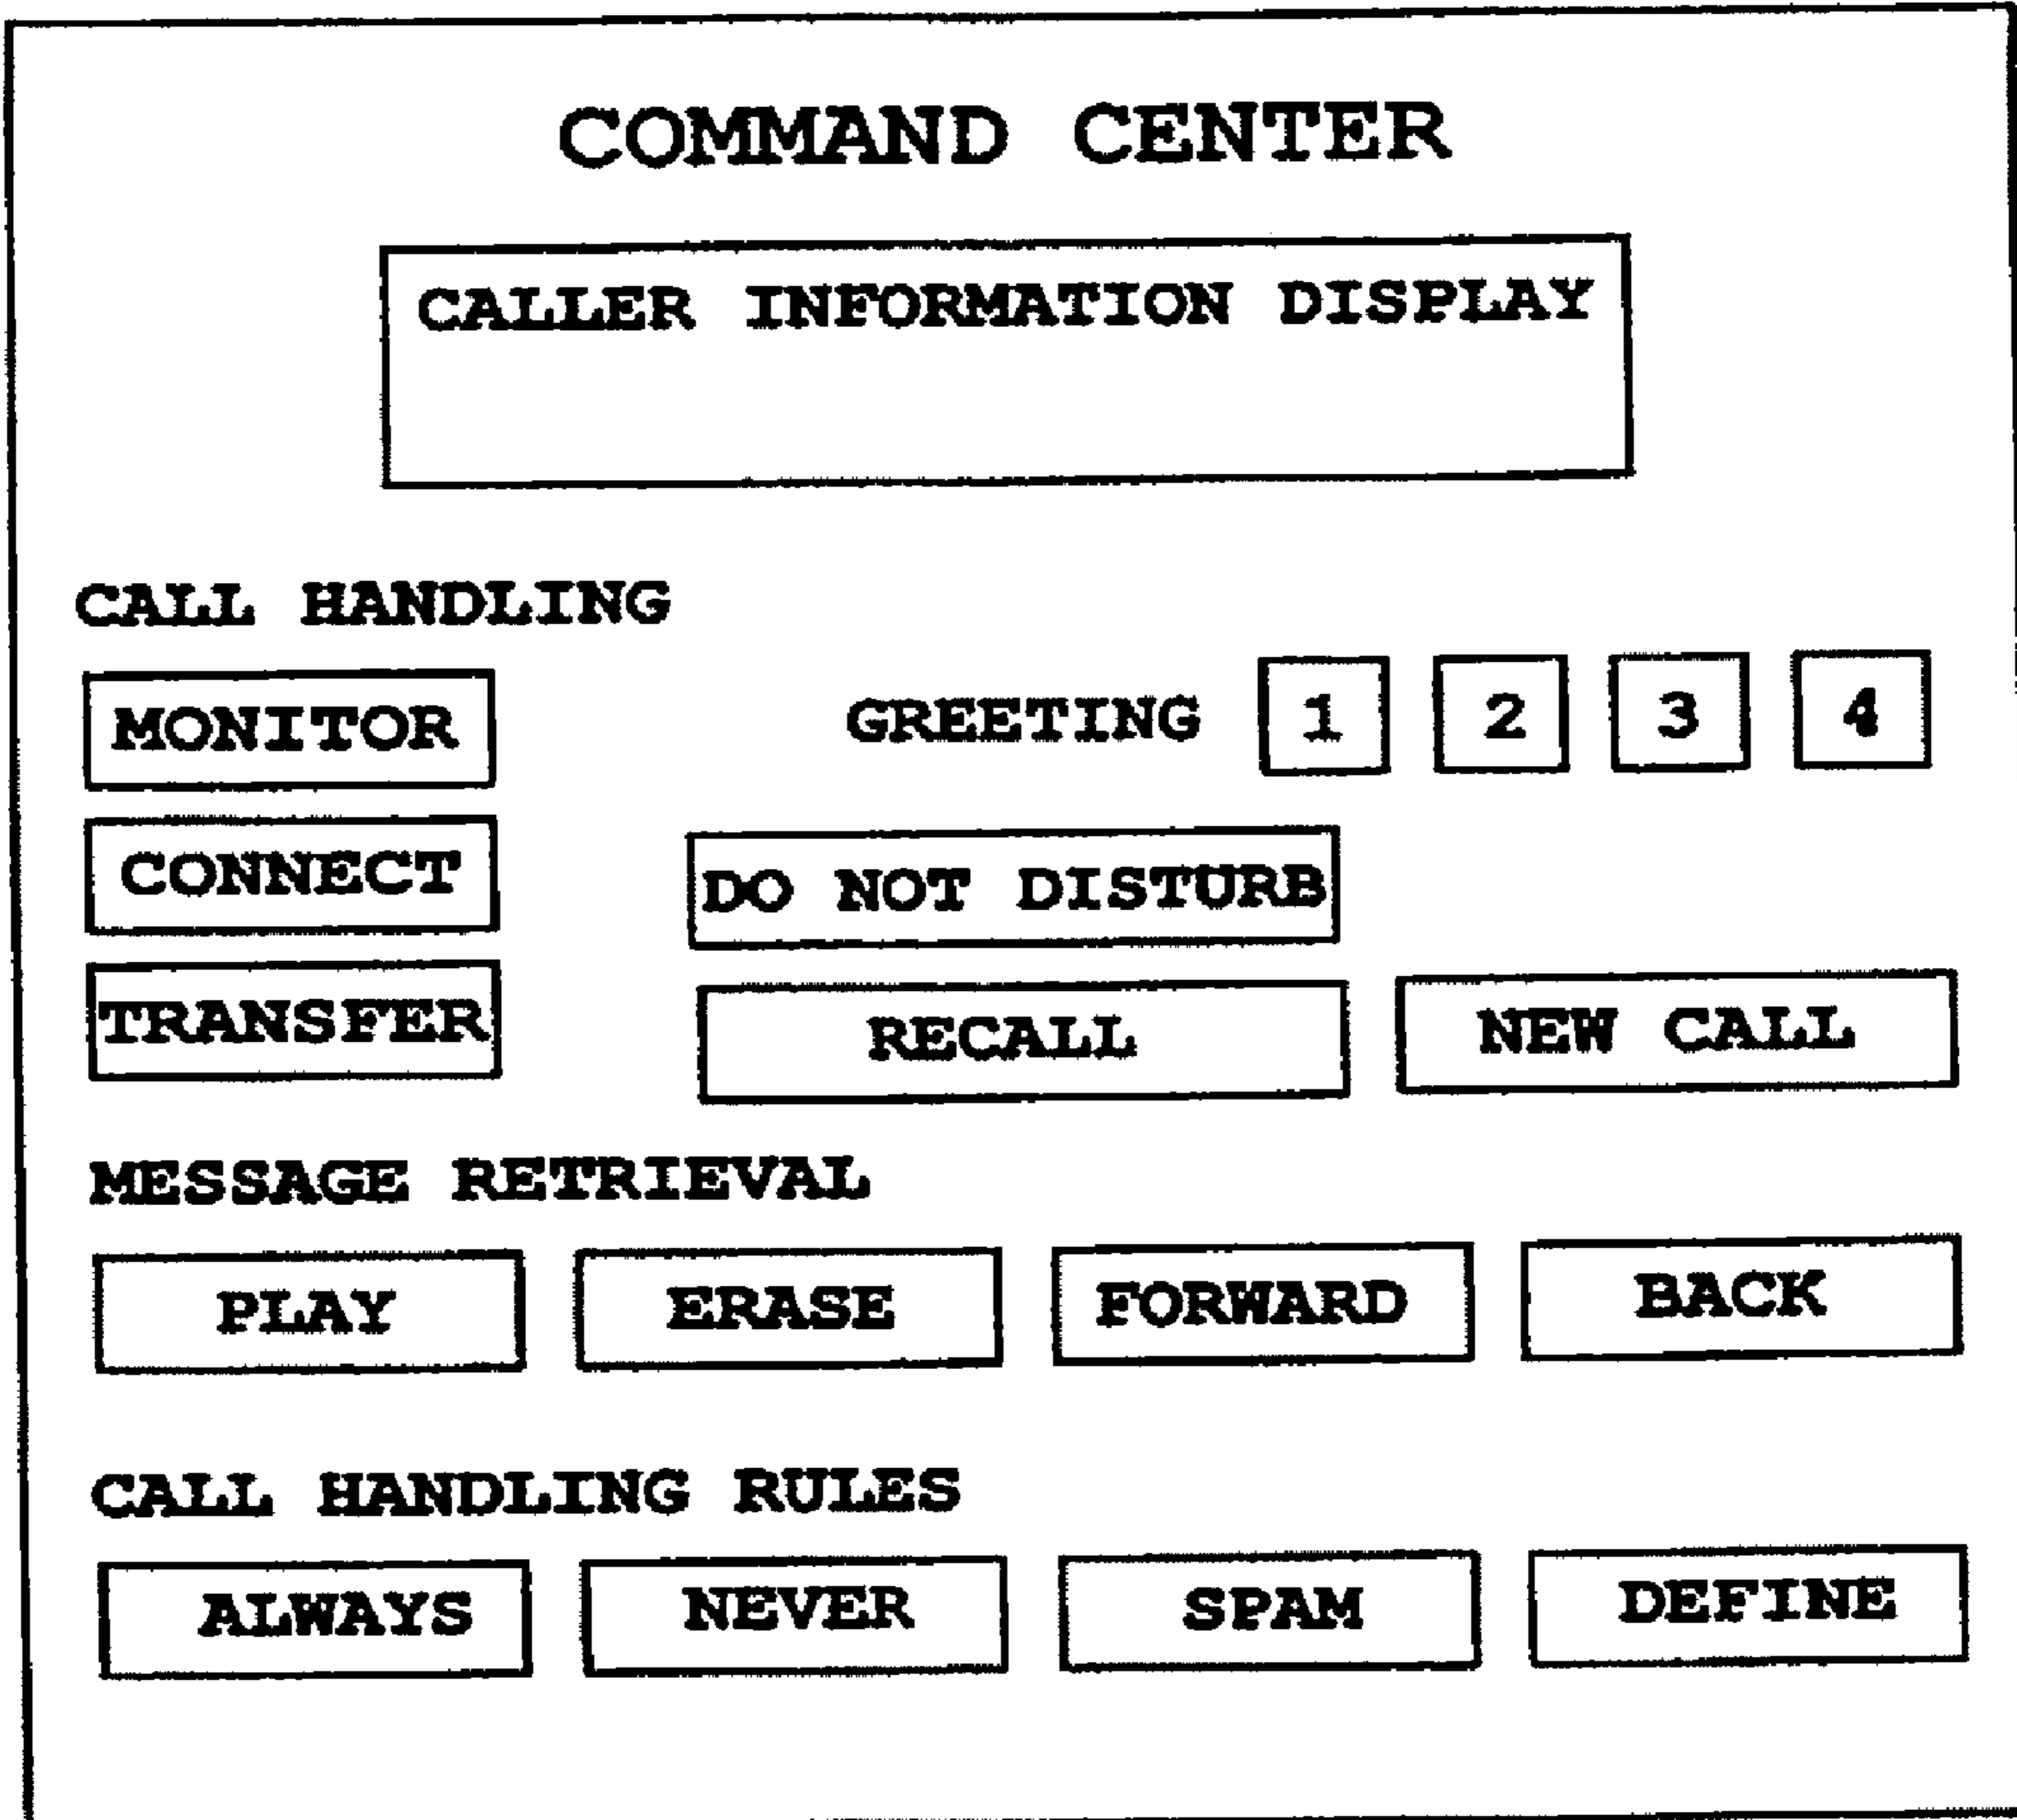 COMMAND CENTER
CALLER INFORMATION DISPLAY
CALL HANDLING
MONITOR GREETING 1 2 3 4
CONNECT DO NOT DISTURB
TRANSFER RECALL NEW CALL
MESSAGE RETRIEVAL
PLAY ERASE FORWARD BACK
CALL HANDLING RULES
ALWAYS NEVER SPAM DEFINE